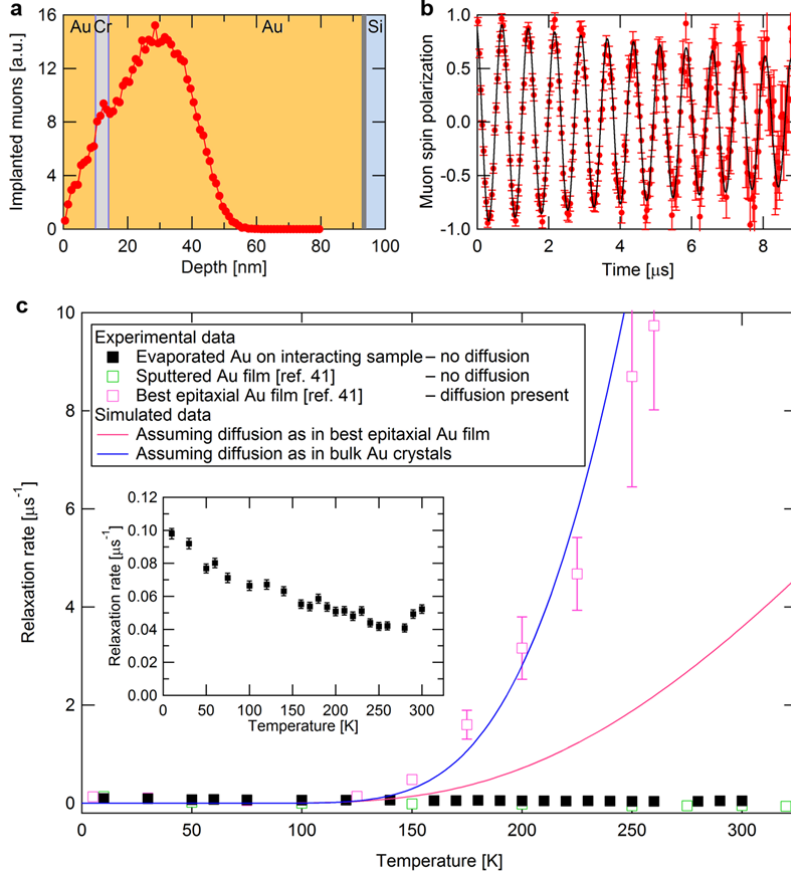 a
Au Cr Au Si
Implanted muons [a.u.]
16
12
8
4
0
0 20 40 60 80 100
Depth [nm]
b
Muon spin polarization
1.0
0.5
0.0
-0.5
-1.0
0 2 4 6 8
Time [μs]
c
Relaxation rate [μs⁻¹]
10
8
6
4
2
0
0 50 100 150 200 250 300
Temperature [K]
Experimental data
Evaporated Au on interacting sample – no diffusion
Sputtered Au film [ref. 41] – no diffusion
Best epitaxial Au film [ref. 41] – diffusion present
Simulated data
Assuming diffusion as in best epitaxial Au film
Assuming diffusion as in bulk Au crystals
Relaxation rate [μs⁻¹]
0.12
0.10
0.08
0.06
0.04
0.02
0.00
0 50 100 150 200 250 300
Temperature [K]